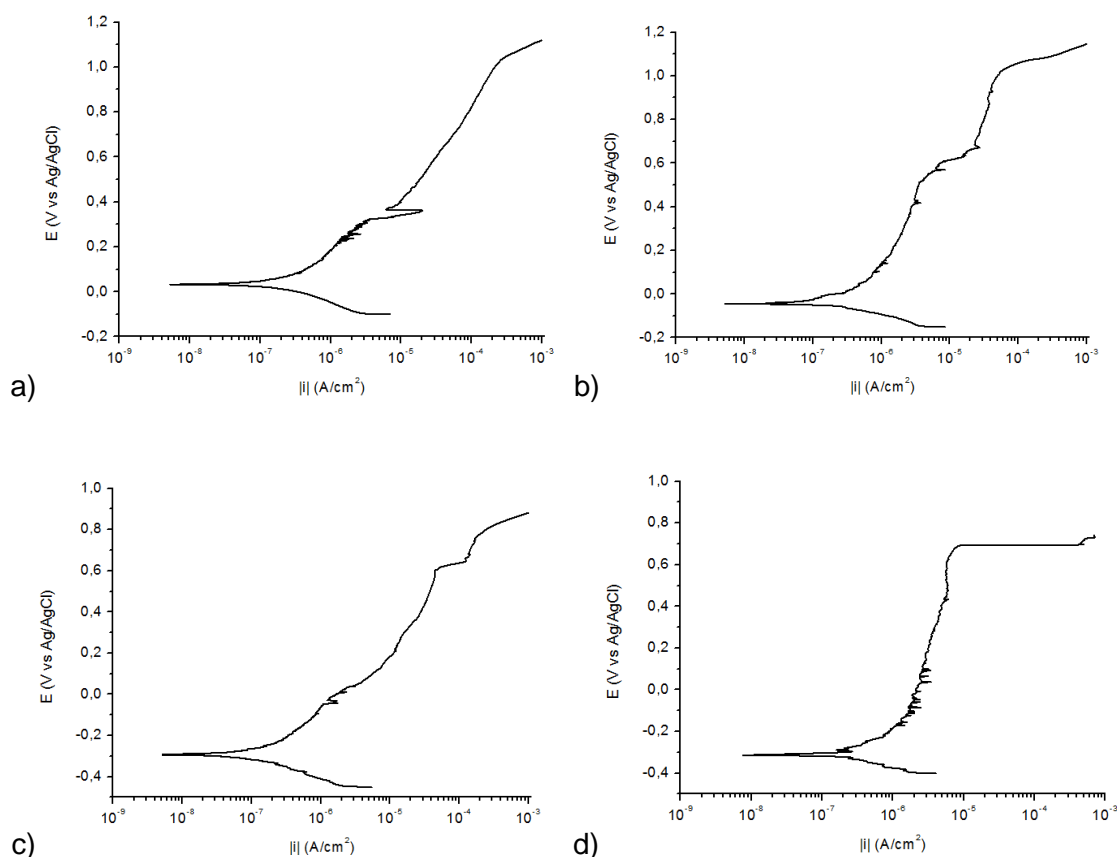 1,2
1,0
0,8
0,6
0,4
0,2
0,0
-0,2
E (V vs Ag/AgCl)
10⁻⁹ 10⁻⁸ 10⁻⁷ 10⁻⁶ 10⁻⁵ 10⁻⁴ 10⁻³
|i| (A/cm²)
a)
1,2
1,0
0,8
0,6
0,4
0,2
0,0
-0,2
E (V vs Ag/AgCl)
10⁻⁹ 10⁻⁸ 10⁻⁷ 10⁻⁶ 10⁻⁵ 10⁻⁴ 10⁻³
|i| (A/cm²)
b)
1,0
0,8
0,6
0,4
0,2
0,0
-0,2
-0,4
E (V vs Ag/AgCl)
10⁻⁹ 10⁻⁸ 10⁻⁷ 10⁻⁶ 10⁻⁵ 10⁻⁴ 10⁻³
|i| (A/cm²)
c)
1,0
0,8
0,6
0,4
0,2
0,0
-0,2
-0,4
E (V vs Ag/AgCl)
10⁻⁹ 10⁻⁸ 10⁻⁷ 10⁻⁶ 10⁻⁵ 10⁻⁴ 10⁻³
|i| (A/cm²)
d)